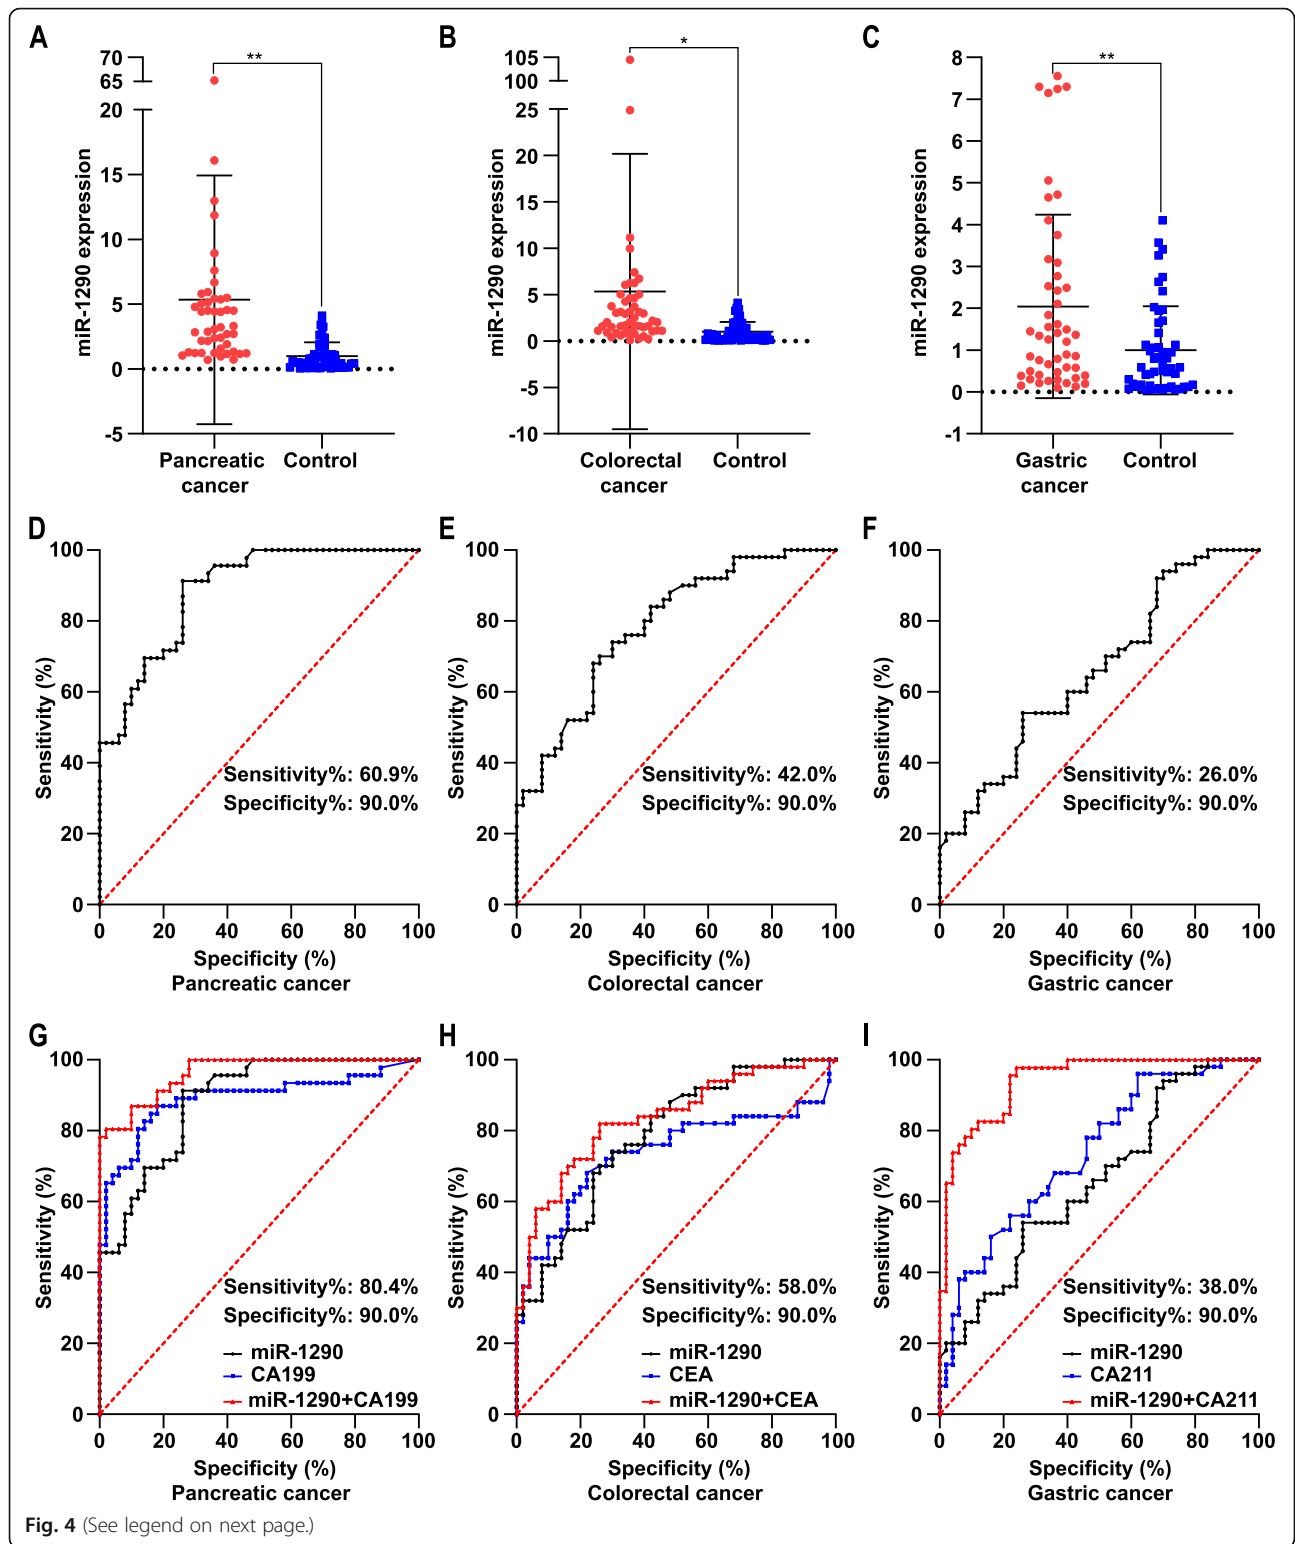 A
B
C
70
65
20
15
10
5
0
-5
miR-1290 expression
**
Pancreatic
cancer
Control
105
100
25
20
15
10
5
0
-5
-10
miR-1290 expression
*
Colorectal
cancer
Control
8
7
6
5
4
3
2
1
0
-1
miR-1290 expression
**
Gastric
cancer
Control
D
E
F
100
80
60
40
20
0
Sensitivity (%)
Sensitivity%: 60.9%
Specificity%: 90.0%
0 20 40 60 80 100
Specificity (%)
Pancreatic cancer
100
80
60
40
20
0
Sensitivity (%)
Sensitivity%: 42.0%
Specificity%: 90.0%
0 20 40 60 80 100
Specificity (%)
Colorectal cancer
100
80
60
40
20
0
Sensitivity (%)
Sensitivity%: 26.0%
Specificity%: 90.0%
0 20 40 60 80 100
Specificity (%)
Gastric cancer
G
H
I
100
80
60
40
20
0
Sensitivity (%)
Sensitivity%: 80.4%
Specificity%: 90.0%
miR-1290
CA199
miR-1290+CA199
0 20 40 60 80 100
Specificity (%)
Pancreatic cancer
100
80
60
40
20
0
Sensitivity (%)
Sensitivity%: 58.0%
Specificity%: 90.0%
miR-1290
CEA
miR-1290+CEA
0 20 40 60 80 100
Specificity (%)
Colorectal cancer
100
80
60
40
20
0
Sensitivity (%)
Sensitivity%: 38.0%
Specificity%: 90.0%
miR-1290
CA211
miR-1290+CA211
0 20 40 60 80 100
Specificity (%)
Gastric cancer
Fig. 4 (See legend on next page.)